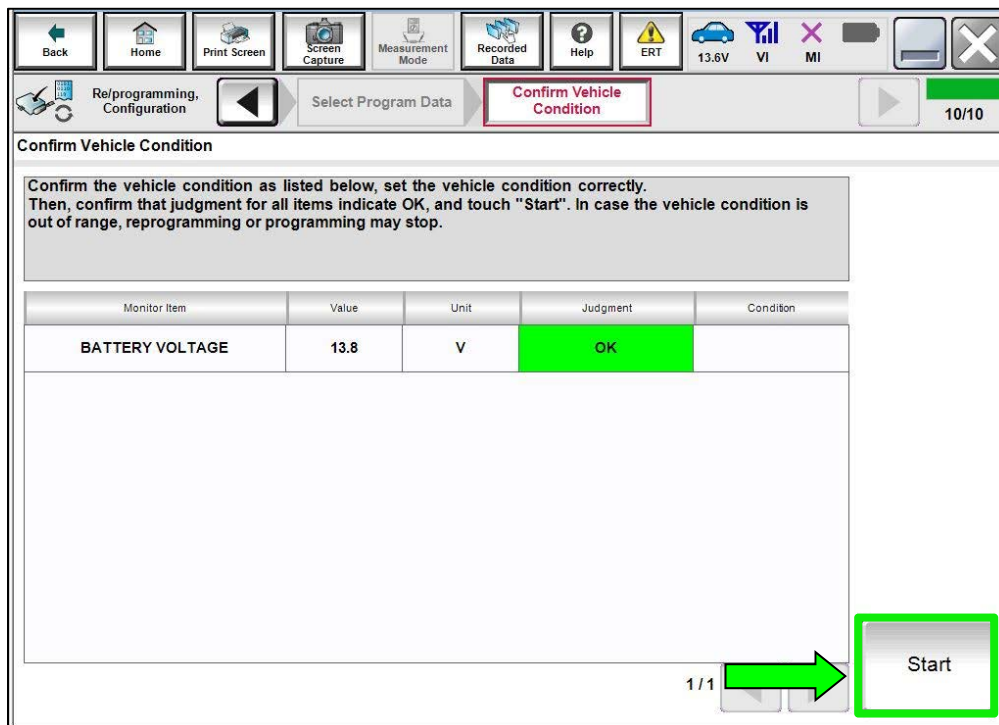 Back
Home
Print Screen
Screen
Capture
Measurement
Mode
Recorded
Data
Help
ERT
13.6V
VI
MI
Re/programming,
Configuration
Select Program Data
Confirm Vehicle
Condition
10/10
Confirm Vehicle Condition
Confirm the vehicle condition as listed below, set the vehicle condition correctly.
Then, confirm that judgment for all items indicate OK, and touch "Start". In case the vehicle condition is
out of range, reprogramming or programming may stop.
Monitor Item Value Unit Judgment Condition
BATTERY VOLTAGE 13.8 V OK
Start
1 / 1